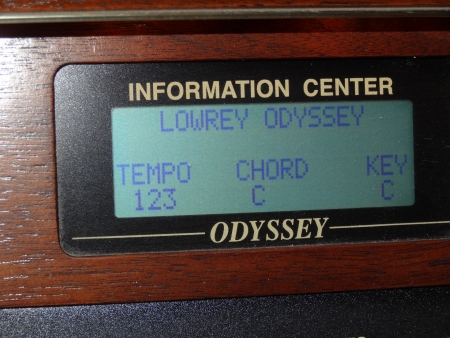 INFORMATION CENTER
LOWREY ODYSSEY
TEMPO CHORD KEY
123 C C
ODYSSEY